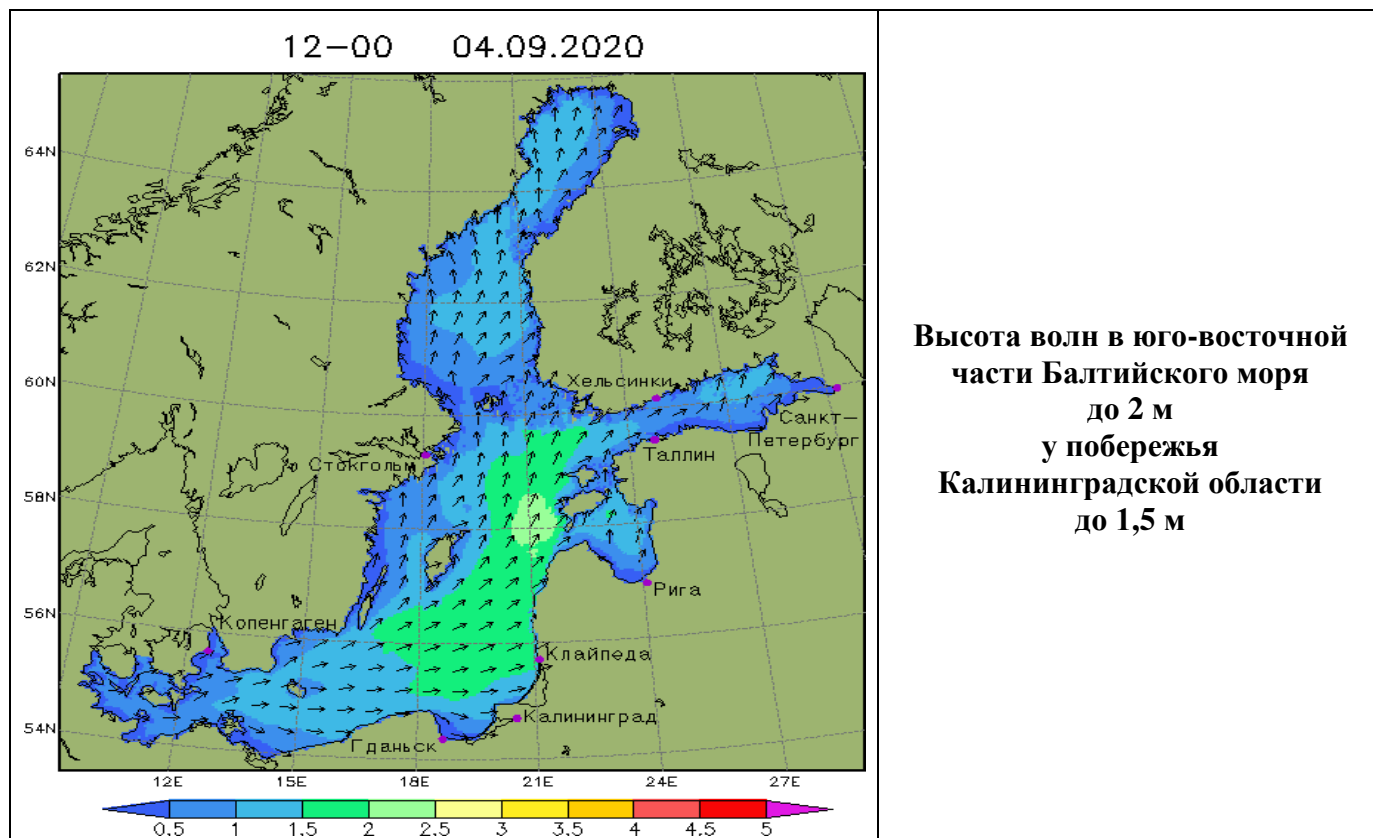 12-00 04.09.2020
64N
62N
60N
58N
56N
54N
Хельсинки
Санкт-
Петербург
Таллин
Стокгольм
Рига
Копенгаген
Клайпеда
Калининград
Гданьск
12E 15E 18E 21E 24E 27E
0.5 1 1.5 2 2.5 3 3.5 4 4.5 5
Высота волн в юго-восточной
части Балтийского моря
до 2 м
у побережья
Калининградской области
до 1,5 м